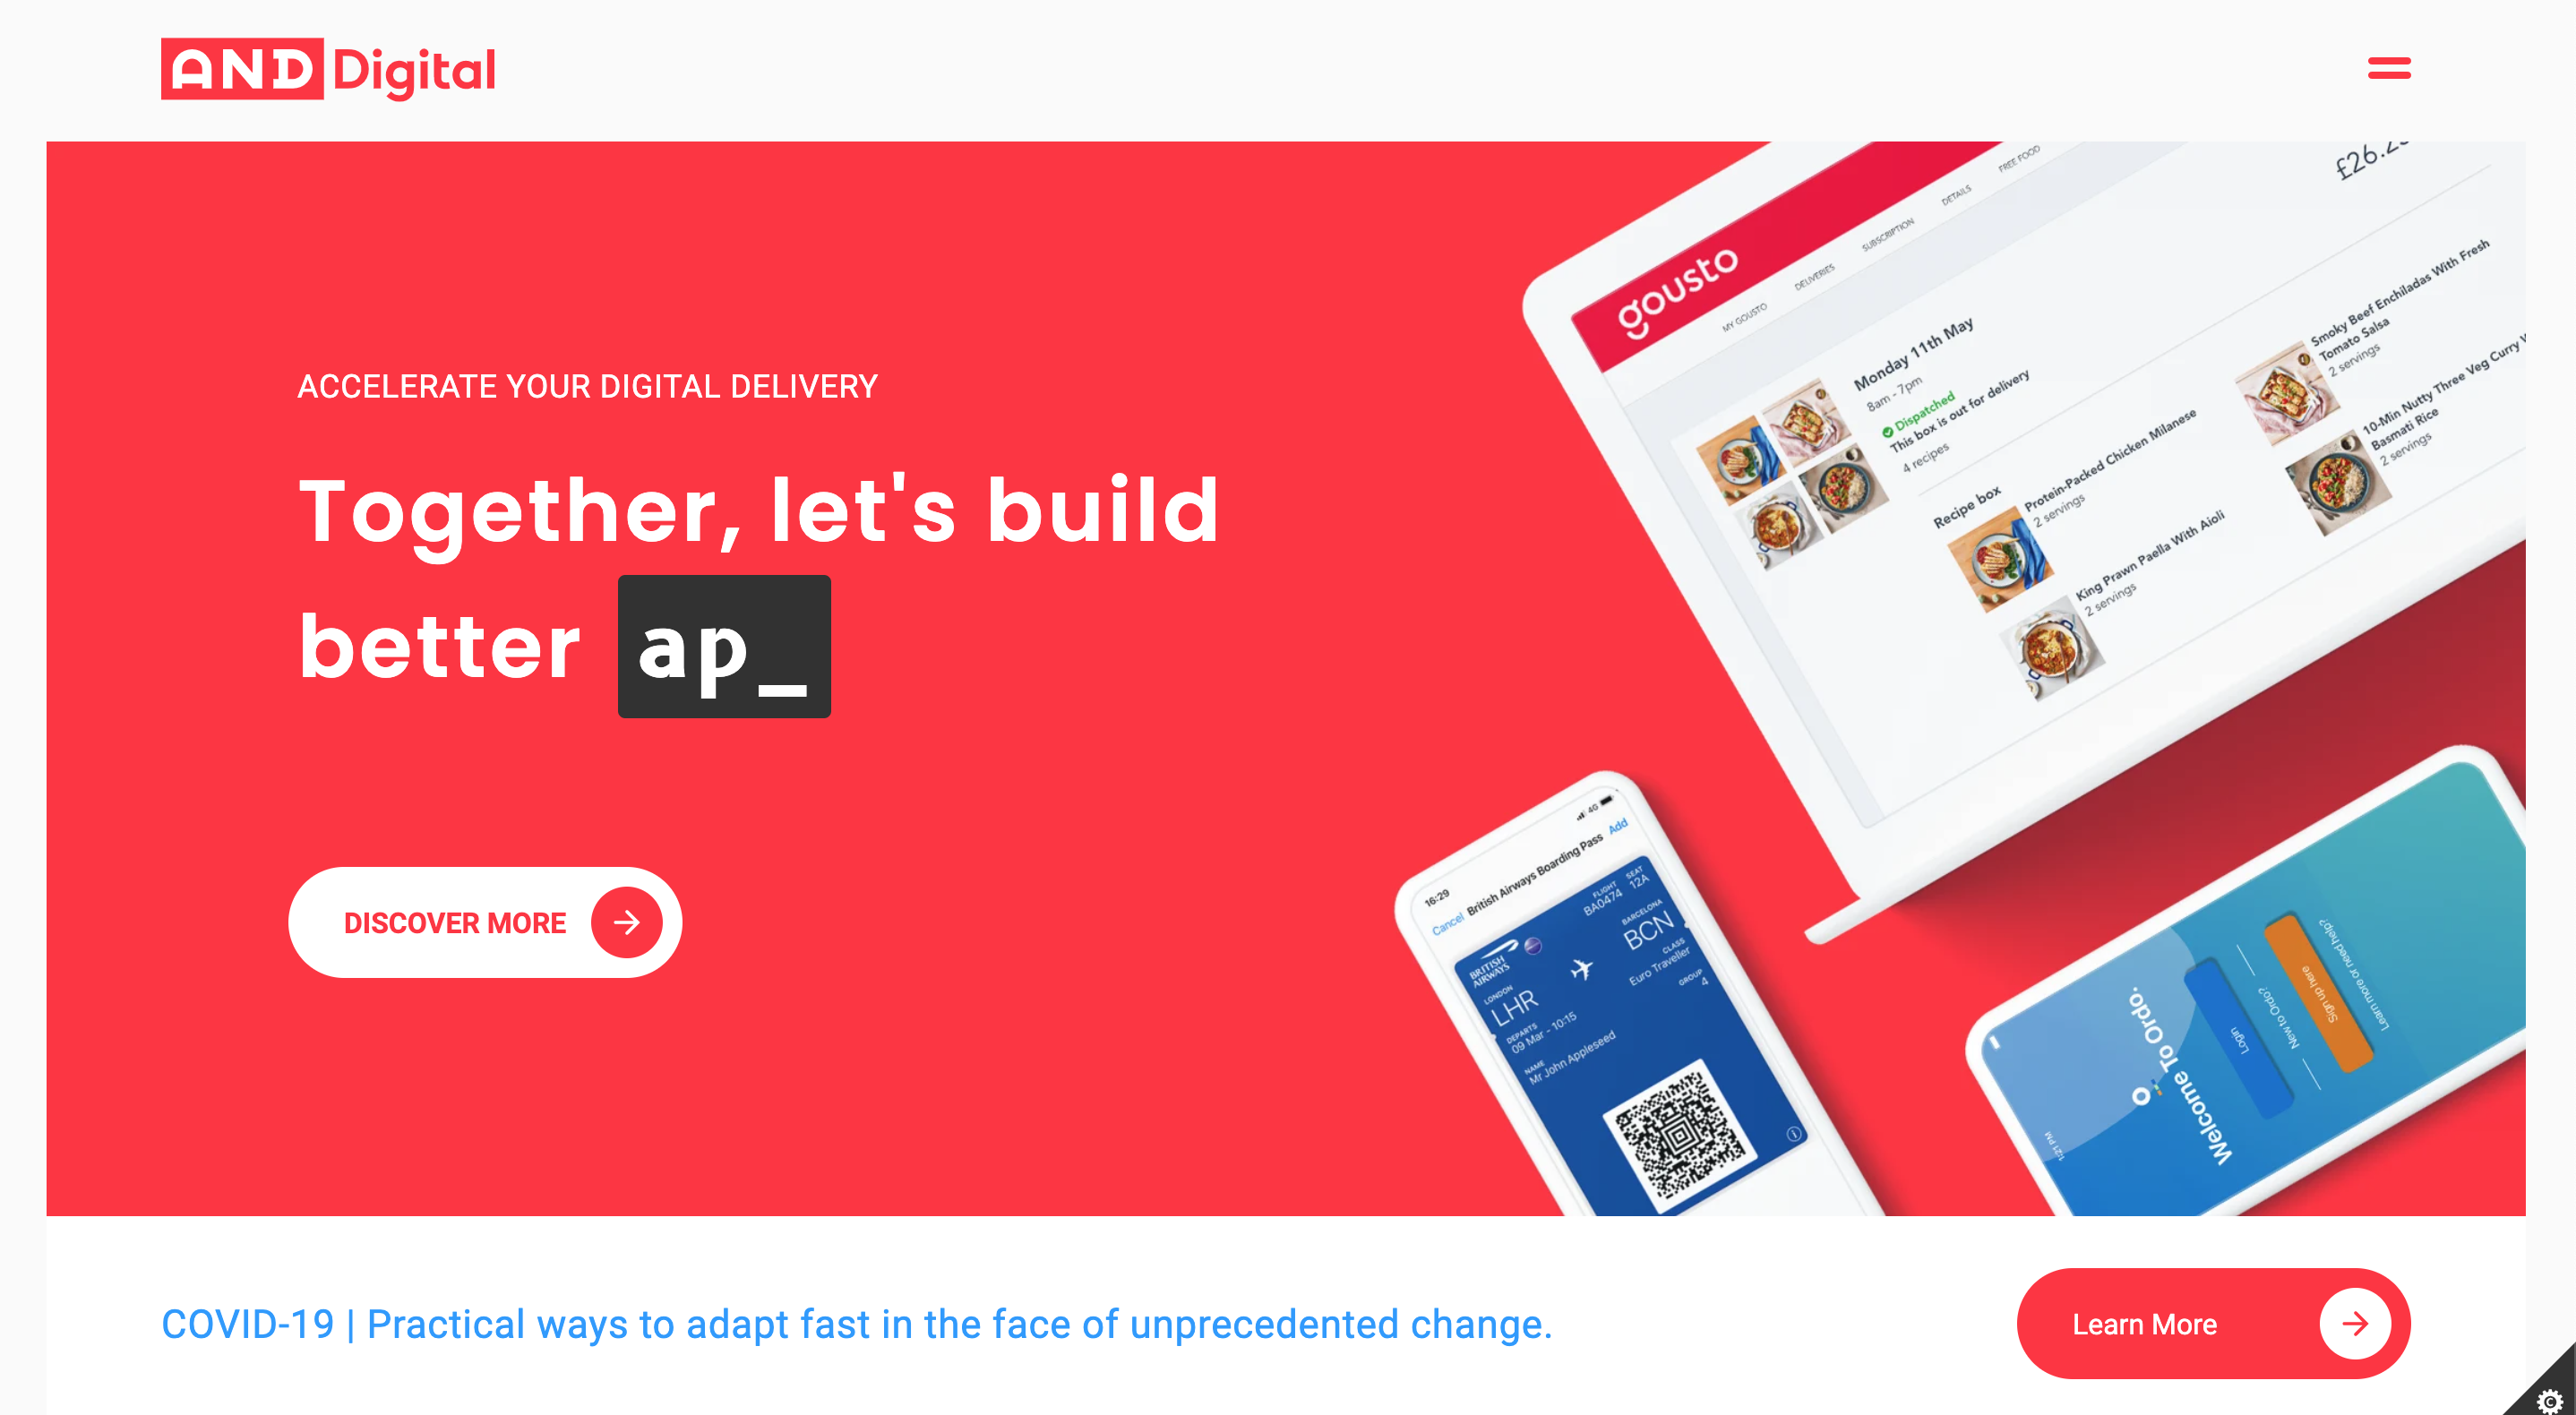 AND Digital
ACCELERATE YOUR DIGITAL DELIVERY
Together, let's build
better ap_
DISCOVER MORE
gousto
MY GOUSTO
DELIVERIES
SUBSCRIPTION
DETAILS
FREE FOOD
Monday 11th May
8am - 7pm
Dispatched
This box is out for delivery
4 recipes
Recipe box
Protein-Packed Chicken Milanese
2 servings
King Prawn Paella With Aioli
2 servings
Smoky Beef Enchiladas With Fresh
Tomato Salsa
2 servings
10-Min Nutty Three Veg Curry
Basmati Rice
2 servings
16:29
4G
Cancel British Airways Boarding Pass Add
BRITISH
AIRWAYS
FLIGHT SEAT
BA0474 12A
LONDON BARCELONA
LHR BCN
DEPARTS CLASS
09 Mar - 10:15 Euro Traveller
NAME GROUP
Mr John Appleseed 4
1:21 PM
Welcome To Ordo.
Login
New to Ordo?
Sign up here
Learn more or need help?
COVID-19 | Practical ways to adapt fast in the face of unprecedented change.
Learn More